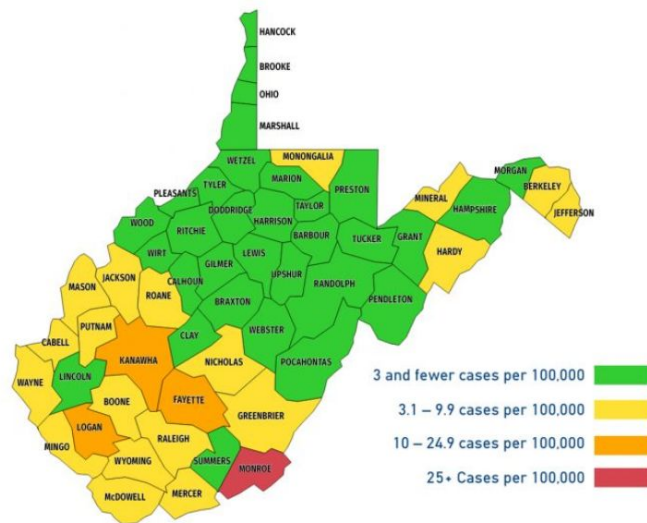 HANCOCK
BROOKE
OHIO
MARSHALL
WETZEL
MONONGALIA
MARION
PRESTON
MORGAN
BERKELEY
JEFFERSON
MINERAL
HAMPSHIRE
PLEASANTS
TYLER
DODDRIDGE
HARRISON
TAYLOR
BARBOUR
TUCKER
GRANT
HARDY
WOOD
RITCHIE
WIRT
GILMER
LEWIS
UPSHUR
RANDOLPH
PENDLETON
JACKSON
MASON
ROANE
CALHOUN
BRAXTON
WEBSTER
POCAHONTAS
PUTNAM
CABELL
KANAWHA
CLAY
NICHOLAS
WAYNE
LINCOLN
BOONE
FAYETTE
GREENBRIER
LOGAN
MINGO
RALEIGH
WYOMING
SUMMERS
MONROE
McDOWELL
MERCER
3 and fewer cases per 100,000
3.1 – 9.9 cases per 100,000
10 – 24.9 cases per 100,000
25+ Cases per 100,000